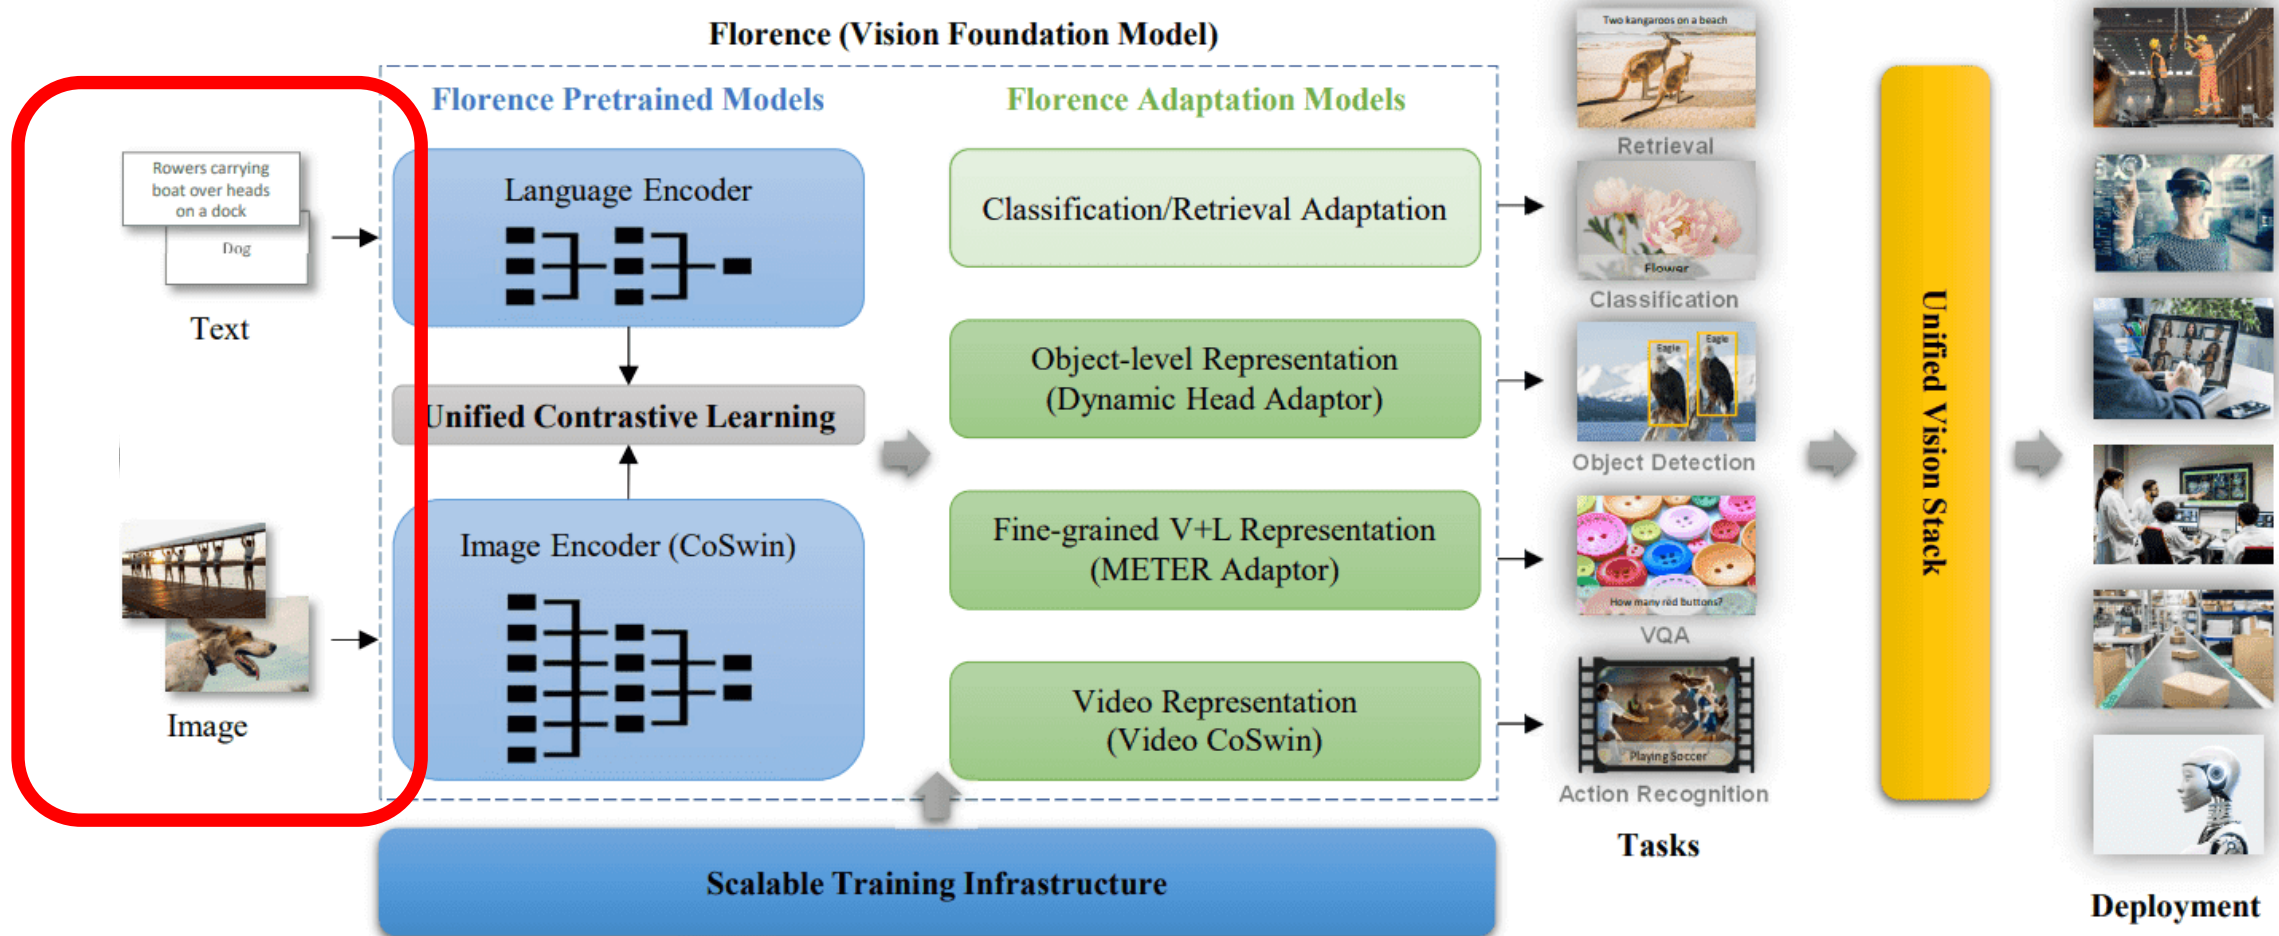 Florence (Vision Foundation Model)
Florence Pretrained Models
Florence Adaptation Models
Rowers carrying
boat over heads
on a dock
Dog
Text
Image
Language Encoder
Unified Contrastive Learning
Image Encoder (CoSwin)
Classification/Retrieval Adaptation
Object-level Representation
(Dynamic Head Adaptor)
Fine-grained V+L Representation
(METER Adaptor)
Video Representation
(Video CoSwin)
Scalable Training Infrastructure
Two kangaroos on a beach
Retrieval
Flower
Classification
Eagle
Eagle
Object Detection
How many red buttons?
VQA
Playing Soccer
Action Recognition
Tasks
Unified Vision Stack
Deployment